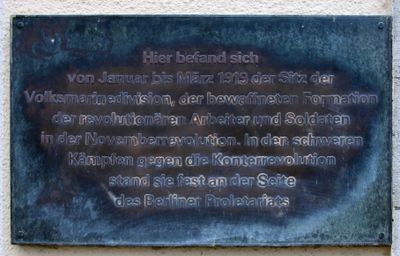 Hier befand sich
von Januar bis März 1919 der Sitz der
Volksmarinedivision, der bewaffneten Formation
der revolutionären Arbeiter und Soldaten
in der Novemberrevolution. In den schweren
Kämpfen gegen die Konterrevolution
stand sie fest an der Seite
des Berliner Proletariats